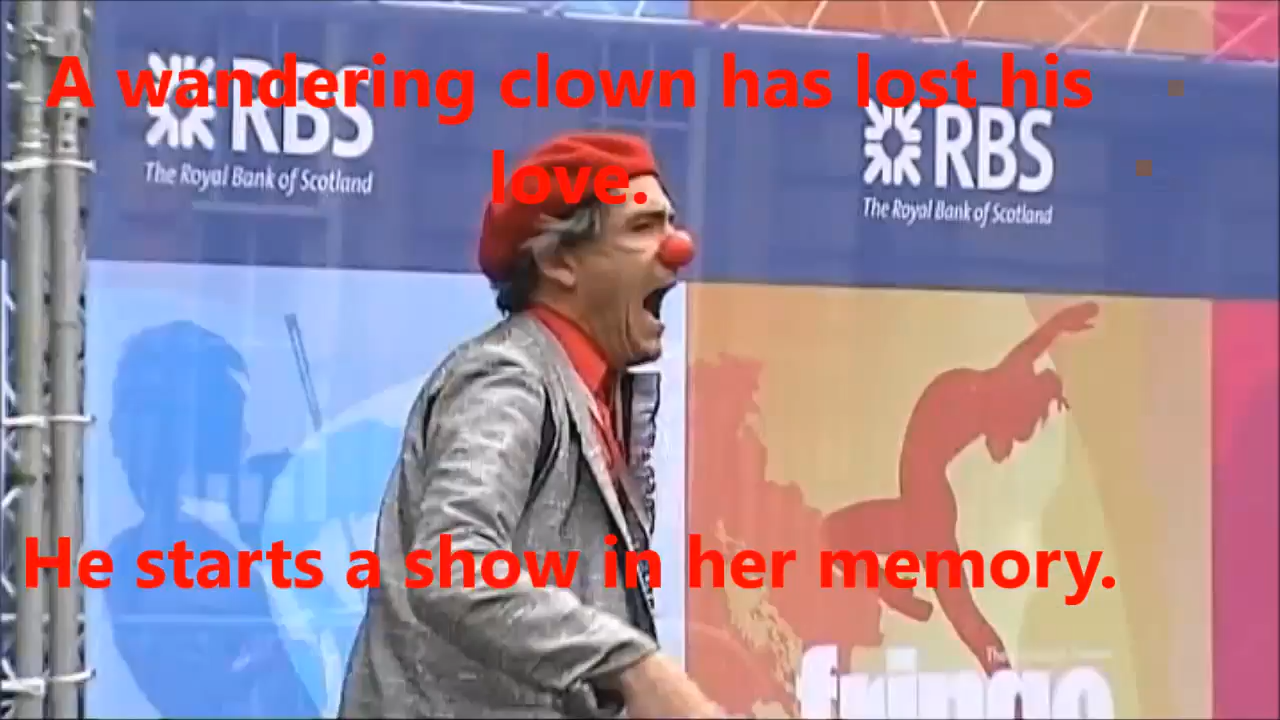 A wandering clown has lost his
love.
RBS
The Royal Bank of Scotland
RBS
The Royal Bank of Scotland
He starts a show in her memory.
fringe